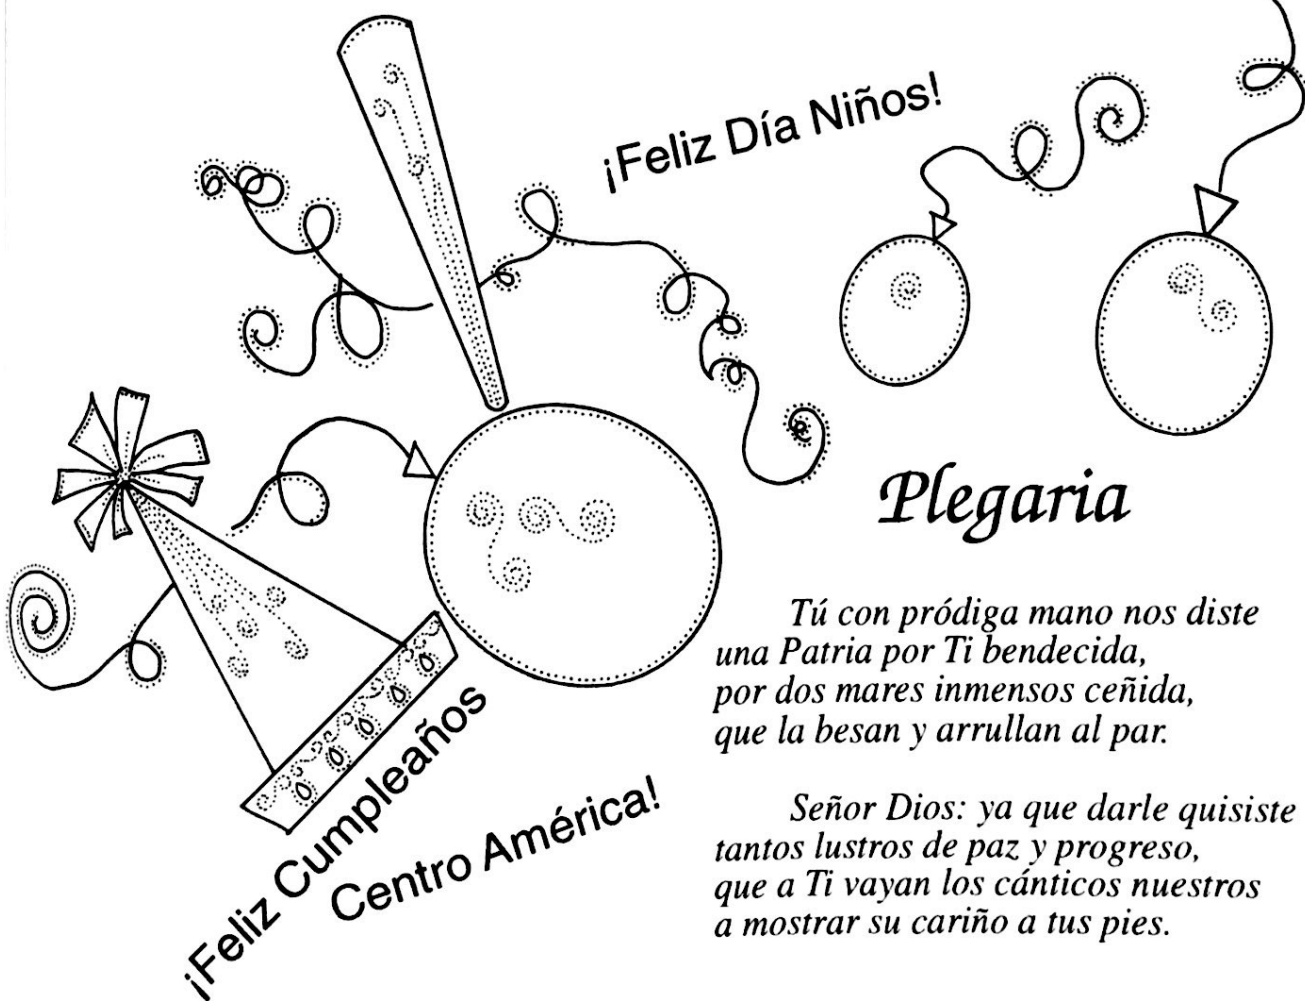 ¡Feliz Día Niños!
¡Feliz Cumpleaños
Centro América!
Plegaria
Tú con pródiga mano nos diste
una Patria por Ti bendecida,
por dos mares inmensos ceñida,
que la besan y arrullan al par.
Señor Dios: ya que darle quisiste
tantos lustros de paz y progreso,
que a Ti vayan los cánticos nuestros
a mostrar su cariño a tus pies.